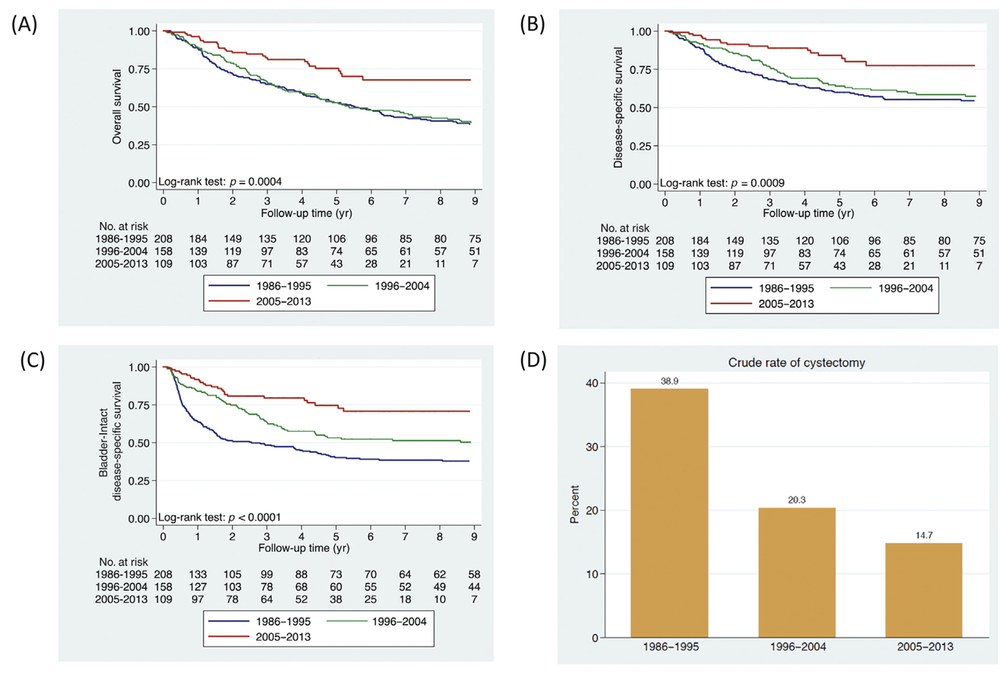 (A)
Overall survival
1.00
0.75
0.50
0.25
0.00
Log-rank test: p = 0.0004
0 1 2 3 4 5 6 7 8 9
Follow-up time (yr)
No. at risk
1986-1995 208 184 149 135 120 106 96 85 80 75
1996-2004 158 139 119 97 83 74 65 61 57 51
2005-2013 109 103 87 71 57 43 28 21 11 7
1986–1995 1996–2004
2005–2013
(B)
Disease-specific survival
1.00
0.75
0.50
0.25
0.00
Log-rank test: p = 0.0009
0 1 2 3 4 5 6 7 8 9
Follow-up time (yr)
No. at risk
1986-1995 208 184 149 135 120 106 96 85 80 75
1996-2004 158 139 119 97 83 74 65 61 57 51
2005-2013 109 103 87 71 57 43 28 21 11 7
1986–1995 1996–2004
2005–2013
(C)
Bladder-Intact
disease-specific survival
1.00
0.75
0.50
0.25
0.00
Log-rank test: p < 0.0001
0 1 2 3 4 5 6 7 8 9
Follow-up time (yr)
No. at risk
1986-1995 208 133 105 99 88 73 70 64 62 58
1996-2004 158 127 103 78 68 60 55 52 49 44
2005-2013 109 97 78 64 52 38 25 18 10 7
1986–1995 1996–2004
2005–2013
(D)
Crude rate of cystectomy
Percent
40
30
20
10
0
38.9
20.3
14.7
1986–1995 1996–2004 2005–2013